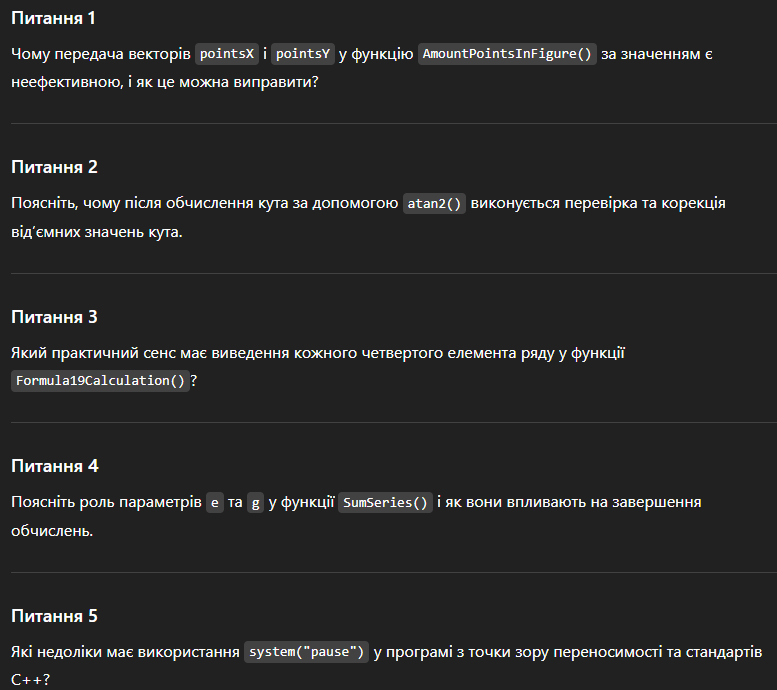 Питання 1
Чому передача векторів pointsX і pointsY у функцію AmountPointsInFigure() за значенням є
неефективною, і як це можна виправити?
Питання 2
Поясніть, чому після обчислення кута за допомогою atan2() виконується перевірка та корекція
від’ємних значень кута.
Питання 3
Який практичний сенс має виведення кожного четвертого елемента ряду у функції
Formula19Calculation()?
Питання 4
Поясніть роль параметрів e та g у функції SumSeries() і як вони впливають на завершення
обчислень.
Питання 5
Які недоліки має використання system("pause") у програмі з точки зору переносимості та стандартів
C++?